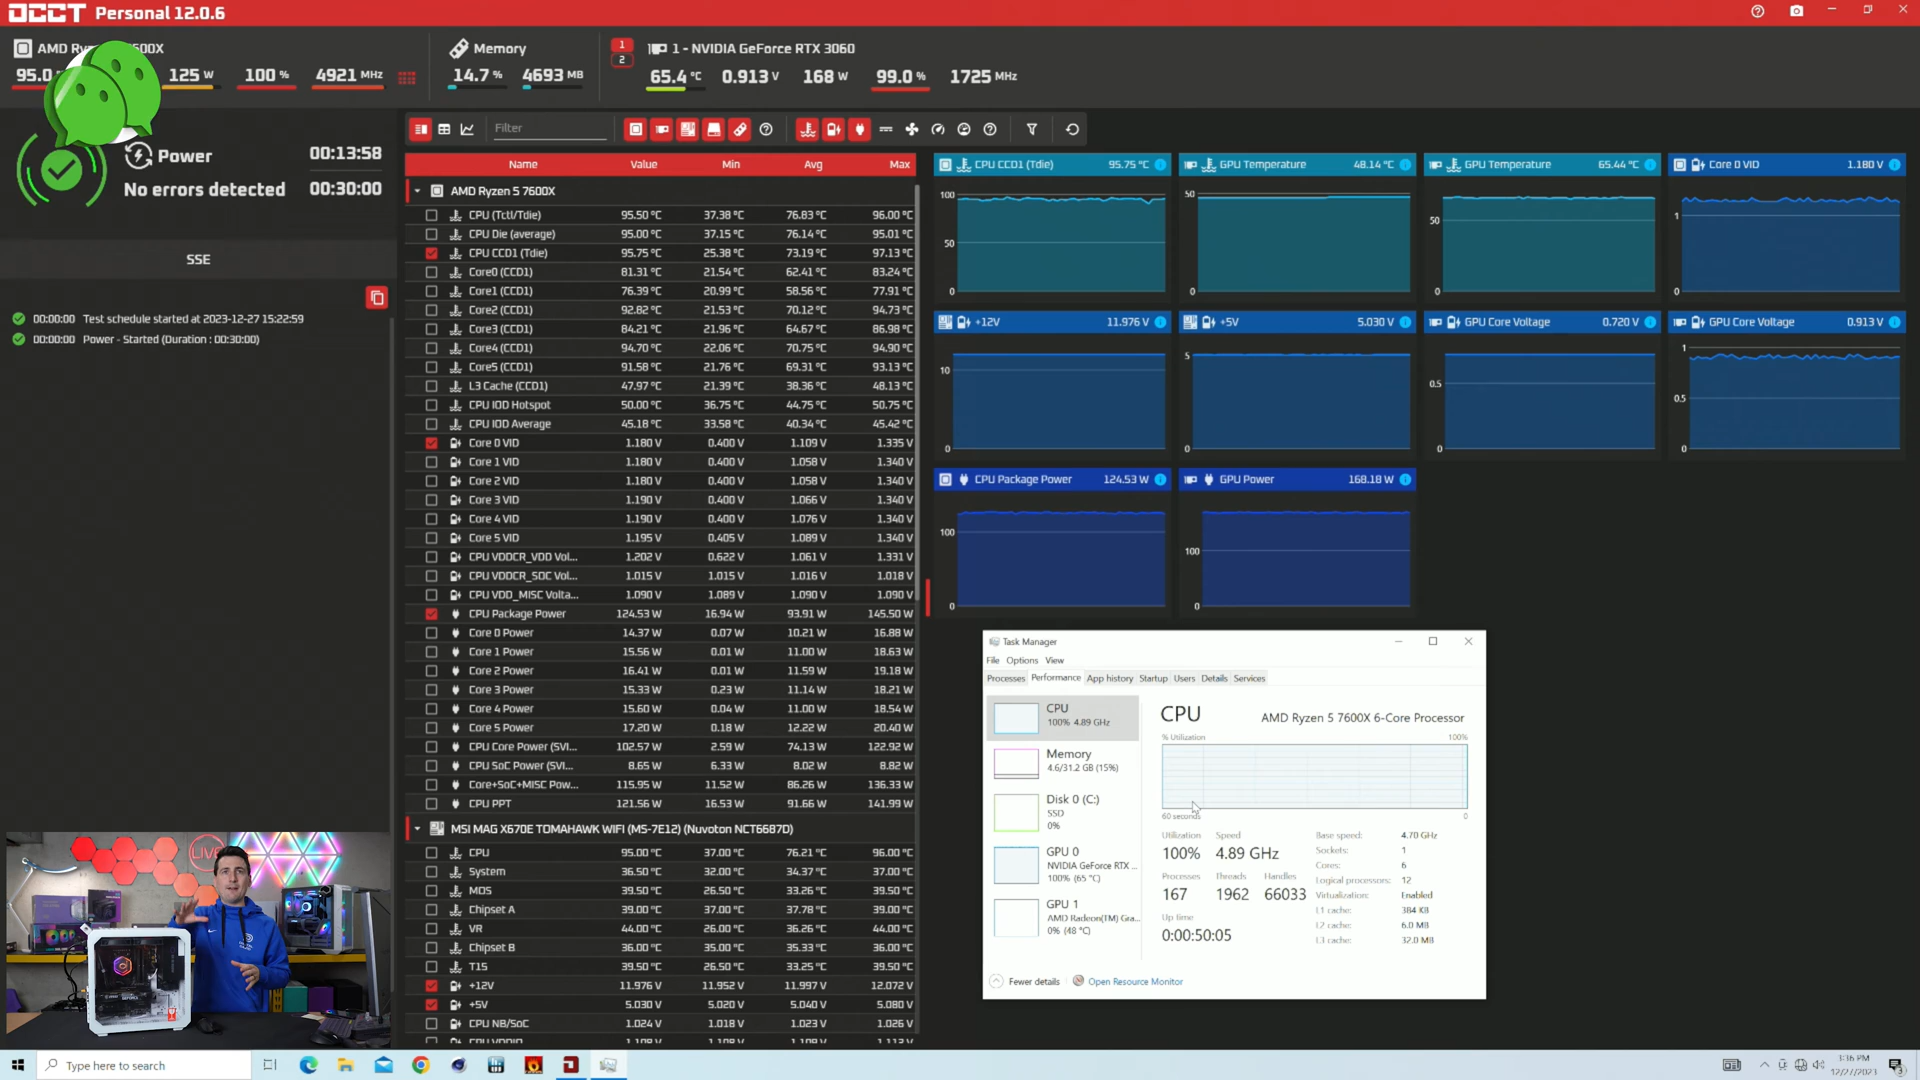 OCCT Personal 12.0.6
AMD Ry 600X
95.0 125 W 100 % 4921 MHz
Memory
14.7 % 4693 MB
1
2
1 - NVIDIA GeForce RTX 3060
65.4 °C 0.913 V 168 W 99.0 % 1725 MHz
Power 00:13:58
No errors detected 00:30:00
SSE
00:00:00 Test schedule started at 2023-12-27 15:22:59
00:00:00 Power - Started (Duration : 00:30:00)
Filter
Name Value Min Avg Max
AMD Ryzen 5 7600X
CPU (Tctl/Tdie) 95.50 °C 37.38 °C 76.83 °C 96.00 °C
CPU Die (average) 95.00 °C 37.15 °C 76.14 °C 95.01 °C
CPU CCD1 (Tdie) 95.75 °C 25.38 °C 73.19 °C 97.13 °C
Core0 (CCD1) 81.31 °C 21.54 °C 62.41 °C 83.24 °C
Core1 (CCD1) 76.39 °C 20.99 °C 58.56 °C 77.91 °C
Core2 (CCD1) 92.82 °C 21.53 °C 70.12 °C 94.73 °C
Core3 (CCD1) 84.21 °C 21.96 °C 64.67 °C 86.98 °C
Core4 (CCD1) 94.70 °C 22.06 °C 70.75 °C 94.90 °C
Core5 (CCD1) 91.58 °C 21.76 °C 69.31 °C 93.13 °C
L3 Cache (CCD1) 47.97 °C 21.39 °C 38.36 °C 48.13 °C
CPU IOD Hotspot 50.00 °C 36.75 °C 44.75 °C 50.75 °C
CPU IOD Average 45.18 °C 33.58 °C 40.34 °C 45.42 °C
Core 0 VID 1.180 V 0.400 V 1.109 V 1.335 V
Core 1 VID 1.180 V 0.400 V 1.058 V 1.340 V
Core 2 VID 1.180 V 0.400 V 1.058 V 1.340 V
Core 3 VID 1.190 V 0.400 V 1.066 V 1.340 V
Core 4 VID 1.190 V 0.400 V 1.076 V 1.340 V
Core 5 VID 1.195 V 0.405 V 1.089 V 1.340 V
CPU VDDCR_VDD Vol... 1.202 V 0.622 V 1.061 V 1.331 V
CPU VDDCR_SOC Vol... 1.015 V 1.015 V 1.016 V 1.018 V
CPU VDD_MISC Volta... 1.090 V 1.089 V 1.090 V 1.090 V
CPU Package Power 124.53 W 16.94 W 93.91 W 145.50 W
Core 0 Power 14.37 W 0.07 W 10.21 W 16.88 W
Core 1 Power 15.56 W 0.01 W 11.00 W 18.63 W
Core 2 Power 16.41 W 0.01 W 11.59 W 19.18 W
Core 3 Power 15.33 W 0.23 W 11.14 W 18.21 W
Core 4 Power 15.60 W 0.04 W 11.00 W 18.54 W
Core 5 Power 17.20 W 0.18 W 12.22 W 20.40 W
CPU Core Power (SVI... 102.57 W 2.59 W 74.13 W 122.92 W
CPU SoC Power (SVI... 8.65 W 6.33 W 8.02 W 8.82 W
Core+SoC+MISC Pow... 115.95 W 11.52 W 86.26 W 136.33 W
CPU PPT 121.56 W 16.53 W 91.66 W 141.99 W
MSI MAG X670E TOMAHAWK WIFI (MS-7E12) (Nuvoton NCT6687D)
CPU 95.00 °C 37.00 °C 76.21 °C 96.00 °C
System 36.50 °C 32.00 °C 34.37 °C 37.00 °C
MOS 39.50 °C 26.50 °C 33.26 °C 39.50 °C
Chipset A 39.00 °C 37.00 °C 37.78 °C 39.00 °C
VR 44.00 °C 26.00 °C 36.26 °C 44.00 °C
Chipset B 36.00 °C 35.00 °C 35.33 °C 36.00 °C
T15 39.50 °C 26.50 °C 33.25 °C 39.50 °C
+12V 11.976 V 11.952 V 11.997 V 12.072 V
+5V 5.030 V 5.020 V 5.040 V 5.080 V
CPU NB/SoC 1.024 V 1.018 V 1.023 V 1.026 V
CPU CCD1 (Tdie) 95.75 °C
100
50
0
GPU Temperature 48.14 °C
50
0
GPU Temperature 65.44 °C
50
0
Core 0 VID 1.180 V
1
0
+12V 11.976 V
10
0
+5V 5.030 V
5
0
GPU Core Voltage 0.720 V
0.5
0
GPU Core Voltage 0.913 V
1
0.5
0
CPU Package Power 124.53 W
100
0
GPU Power 168.18 W
100
0
Task Manager
File Options View
Processes Performance App history Startup Users Details Services
CPU
100% 4.89 GHz
Memory
4.6/31.2 GB (15%)
Disk 0 (C:)
SSD
0%
GPU 0
NVIDIA GeForce RTX ...
100% (65 °C)
GPU 1
AMD Radeon(TM) Gra...
0% (48 °C)
CPU AMD Ryzen 5 7600X 6-Core Processor
% Utilization 100%
60 seconds 0
Utilization Speed
100% 4.89 GHz
Processes Threads Handles
167 1962 66033
Up time
0:00:50:05
Base speed: 4.70 GHz
Sockets: 1
Cores: 6
Logical processors: 12
Virtualization: Enabled
L1 cache: 384 KB
L2 cache: 6.0 MB
L3 cache: 32.0 MB
Fewer details Open Resource Monitor
LIVE
Type here to search
3:36 PM
12/27/2023